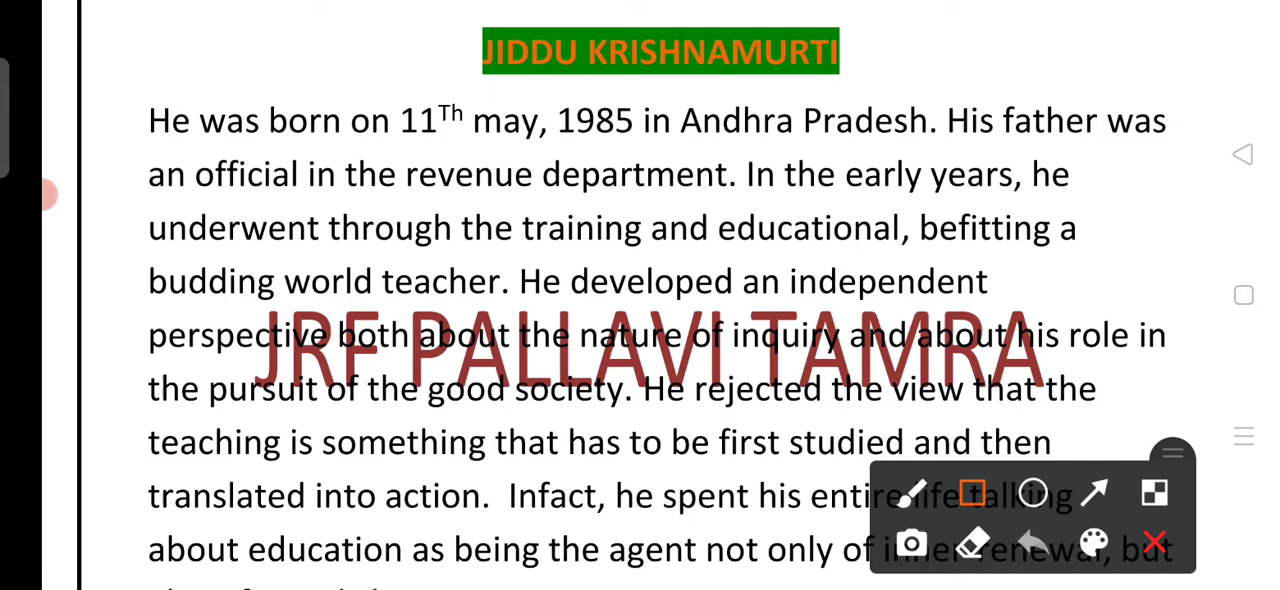 JIDDU KRISHNAMURTI
He was born on 11Th may, 1985 in Andhra Pradesh. His father was
an official in the revenue department. In the early years, he
underwent through the training and educational, befitting a
budding world teacher. He developed an independent
perspective both about the nature of inquiry and about his role in
JRF PALLAVI TAMRA
the pursuit of the good society. He rejected the view that the
teaching is something that has to be first studied and then
translated into action. Infact, he spent his entire life talking
about education as being the agent not only of inner renewal, but